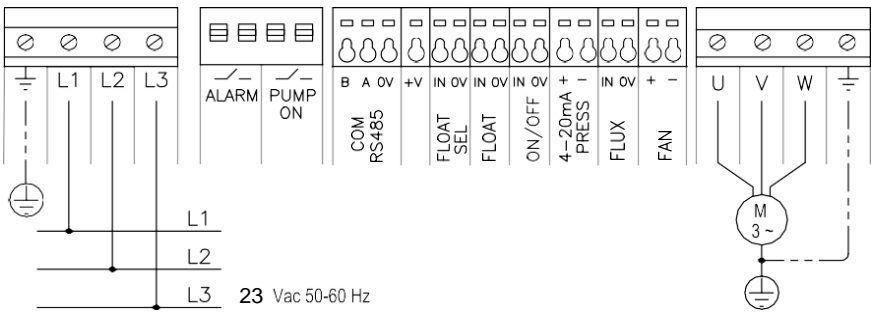 L1 L2 L3
ALARM PUMP ON
B A 0V +V IN 0V IN 0V IN 0V + - IN 0V + -
COM RS485
FLOAT SEL
FLOAT
ON/OFF
4-20mA PRESS
FLUX
FAN
U V W
M
3~
L1
L2
L3 23 Vac 50-60 Hz